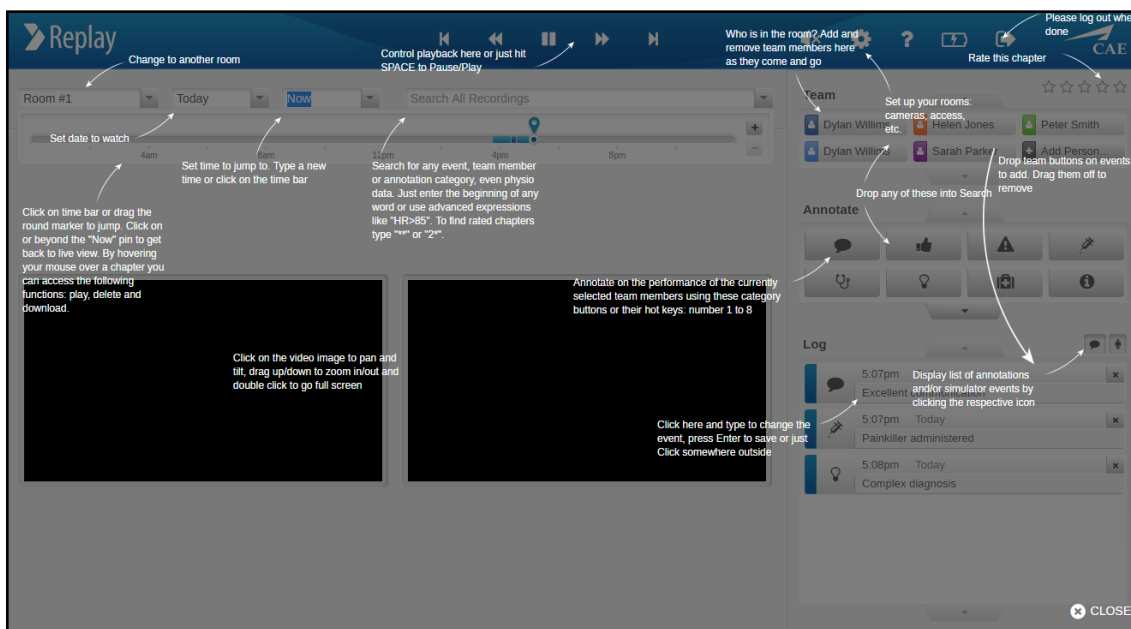 Replay
Change to another room
Control playback here or just hit
SPACE to Pause/Play
Who is in the room? Add and
remove team members here
as they come and go
?
Please log out whe
done
CAE
Rate this chapter
Room #1
Today
Now
Search All Recordings
Set date to watch
4am
8am
12pm
4pm
8pm
+
−
Set time to jump to. Type a new
time or click on the time bar
Search for any event, team member
or annotation category, even physio
data. Just enter the beginning of any
word or use advanced expressions
like "HR>85". To find rated chapters
type "**" or "2*".
Click on time bar or drag the
round marker to jump. Click on
or beyond the "Now" pin to get
back to live view. By hovering
your mouse over a chapter you
can access the following
functions: play, delete and
download.
Click on the video image to pan and
tilt, drag up/down to zoom in/out and
double click to go full screen
Team
Set up your rooms:
cameras, access,
etc.
Dylan Willims
Helen Jones
Peter Smith
Dylan Willims
Sarah Parker
Add Person...
Drop team buttons on events
to add. Drag them off to
remove
Drop any of these into Search
Annotate
Annotate on the performance of the currently
selected team members using these category
buttons or their hot keys: number 1 to 8
Log
5:07pm
Excellent communication
Display list of annotations
and/or simulator events by
clicking the respective icon
Click here and type to change the
event, press Enter to save or just
Click somewhere outside
5:07pm Today
Painkiller administered
5:08pm Today
Complex diagnosis
CLOSE